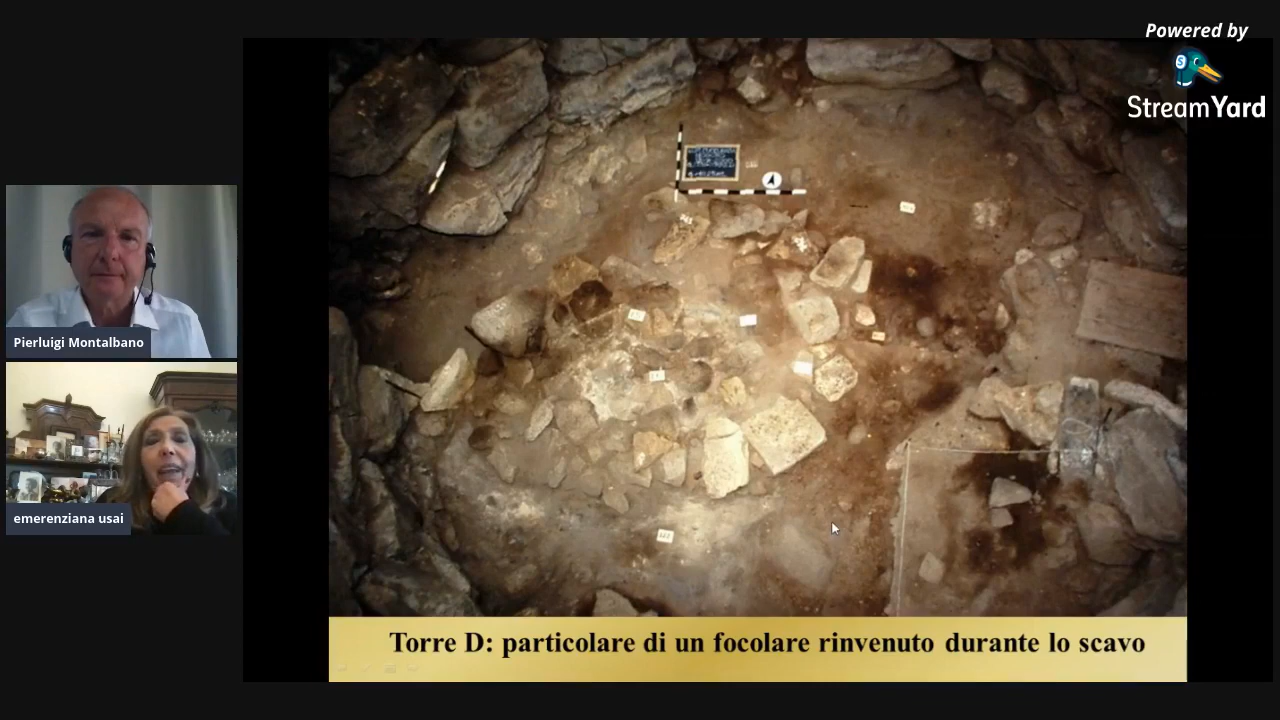 Powered by
StreamYard
Pierluigi Montalbano
emerenziana usai
Torre D: particolare di un focolare rinvenuto durante lo scavo